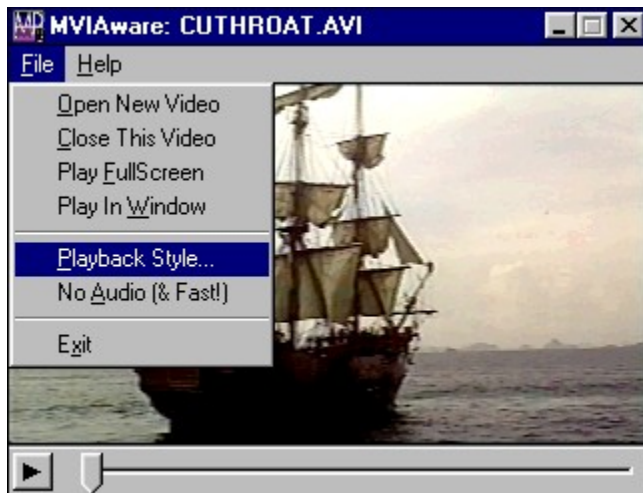 MVIAware: CUTHROAT.AVI
File Help
Open New Video
Close This Video
Play FullScreen
Play In Window
Playback Style...
No Audio (& Fast!)
Exit